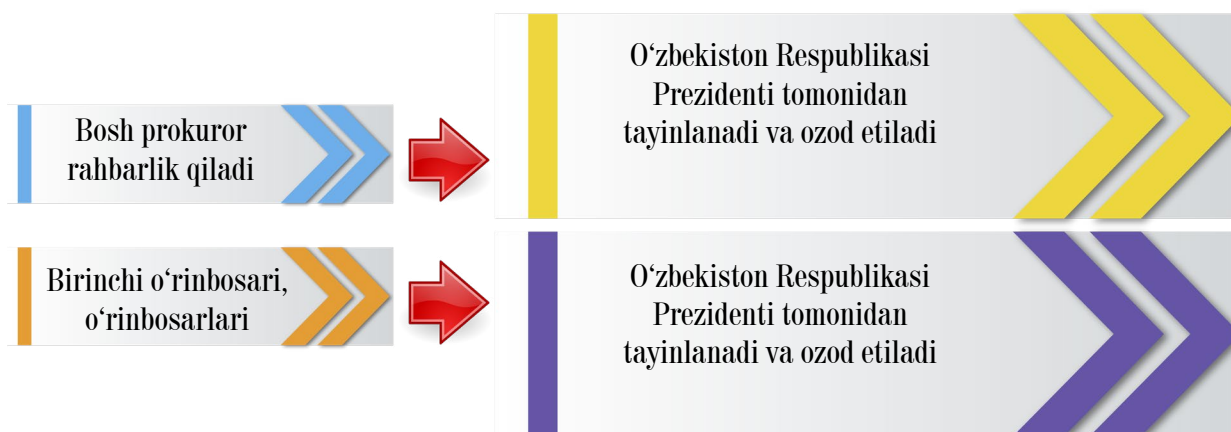 Bosh prokuror
rahbarlik qiladi
O‘zbekiston Respublikasi
Prezidenti tomonidan
tayinlanadi va ozod etiladi
Birinchi o‘rinbosari,
o‘rinbosarlari
O‘zbekiston Respublikasi
Prezidenti tomonidan
tayinlanadi va ozod etiladi